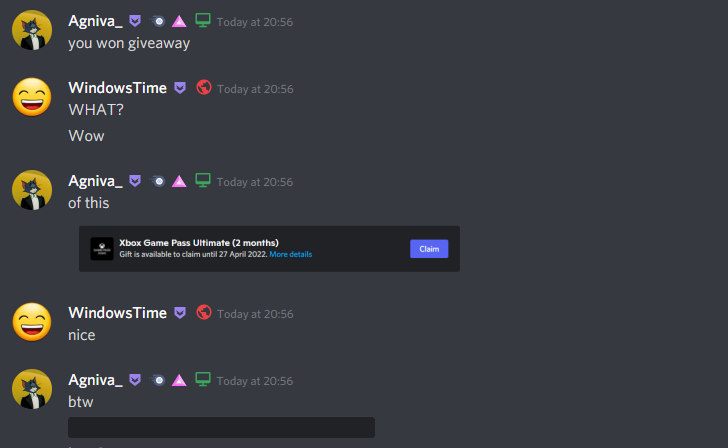 Agniva_ Today at 20:56
you won giveaway
WindowsTime Today at 20:56
WHAT?
Wow
Agniva_ Today at 20:56
of this
Xbox Game Pass Ultimate (2 months)
Gift is available to claim until 27 April 2022. More details
Claim
WindowsTime Today at 20:56
nice
Agniva_ Today at 20:56
btw